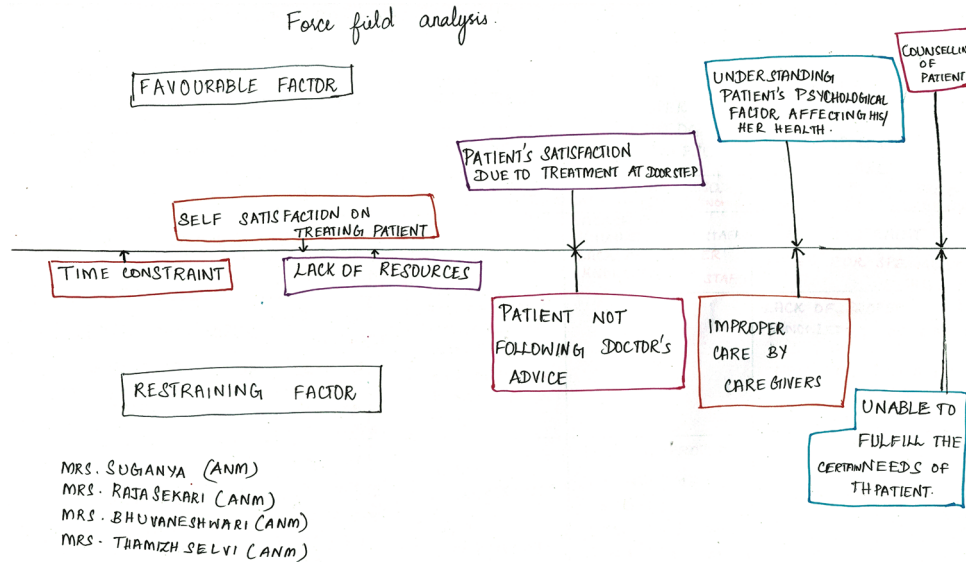 Force field analysis.
FAVOURABLE FACTOR
COUNSELLIN
OF
PATIENT
UNDERSTANDING
PATIENT'S PSYCHOLOGICAL
FACTOR AFFECTING HIS/
HER HEALTH.
PATIENT'S SATISFACTION
DUE TO TREATMENT AT DOORSTEP
SELF SATISFACTION ON
TREATING PATIENT
TIME CONSTRAINT
LACK OF RESOURCES
PATIENT NOT
FOLLOWING DOCTOR'S
ADVICE
IMPROPER
CARE BY
CARE GIVERS
UNABLE TO
FULFILL THE
CERTAIN NEEDS OF
TH PATIENT.
RESTRAINING FACTOR
MRS. SUGANYA (ANM)
MRS. RAJASEKARI (ANM)
MRS. BHUVANESHWARI (ANM)
MRS. THAMIZH SELVI (ANM)